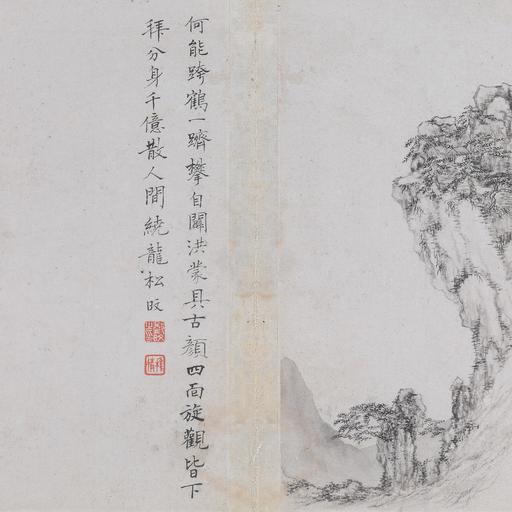 何能跨鶴一躋攀自闢洪蒙具古顏四面旋觀皆下
拜分身千億散人間繞龍松 敀